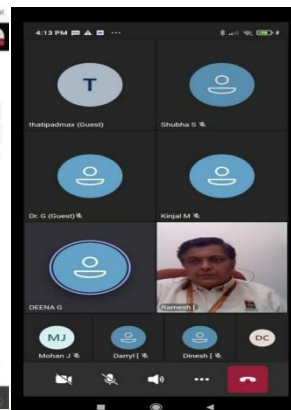 4:13 PM
T
thatipadmax (Guest)
Shubha S
Dr. G (Guest)
Kinjal M
DEENA G
Ramesh [
MJ
DC
Mohan J
Darryl [
Dinesh [